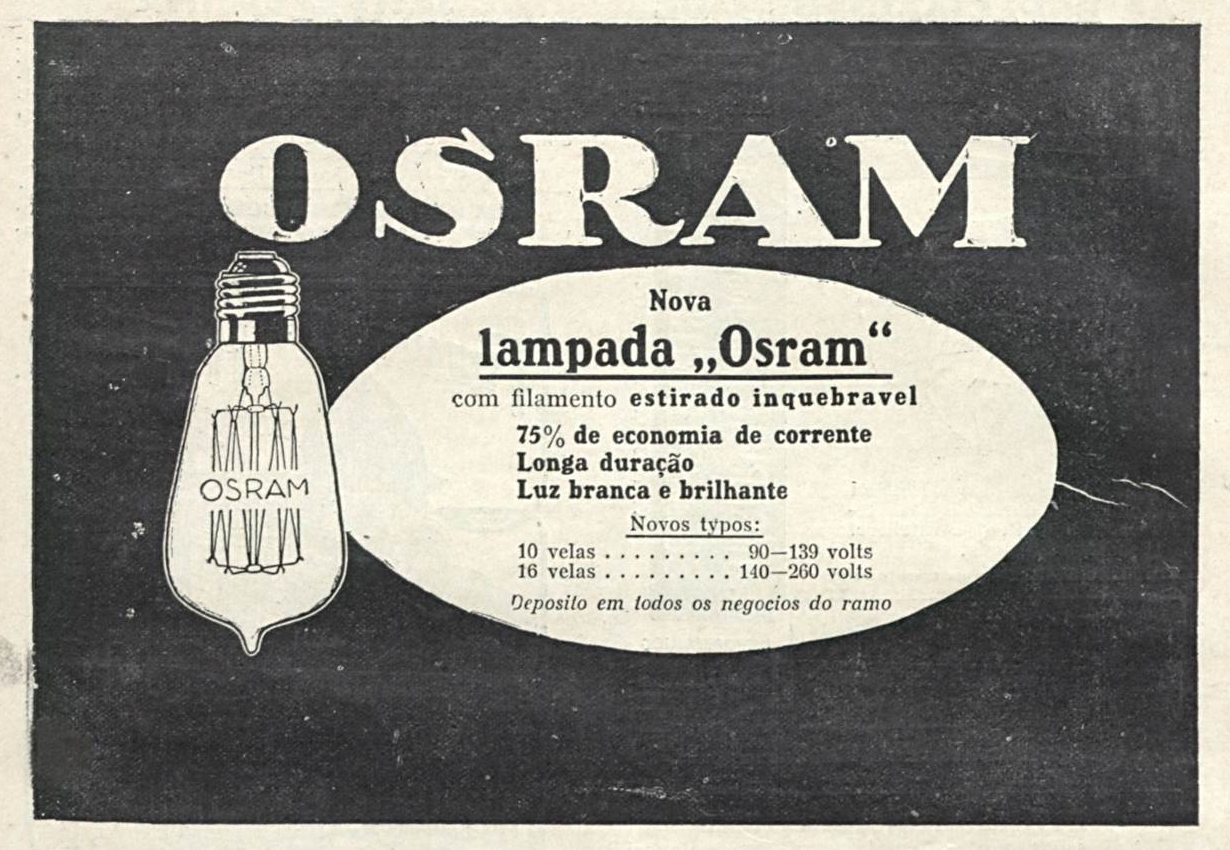 OSRAM
Nova
lampada „Osram“
com filamento estirado inquebravel
75% de economia de corrente
Longa duração
Luz branca e brilhante
OSRAM
Novos typos:
10 velas . . . . . . . . . . 90—139 volts
16 velas . . . . . . . . . . 140—260 volts
Deposito em todos os negocios do ramo